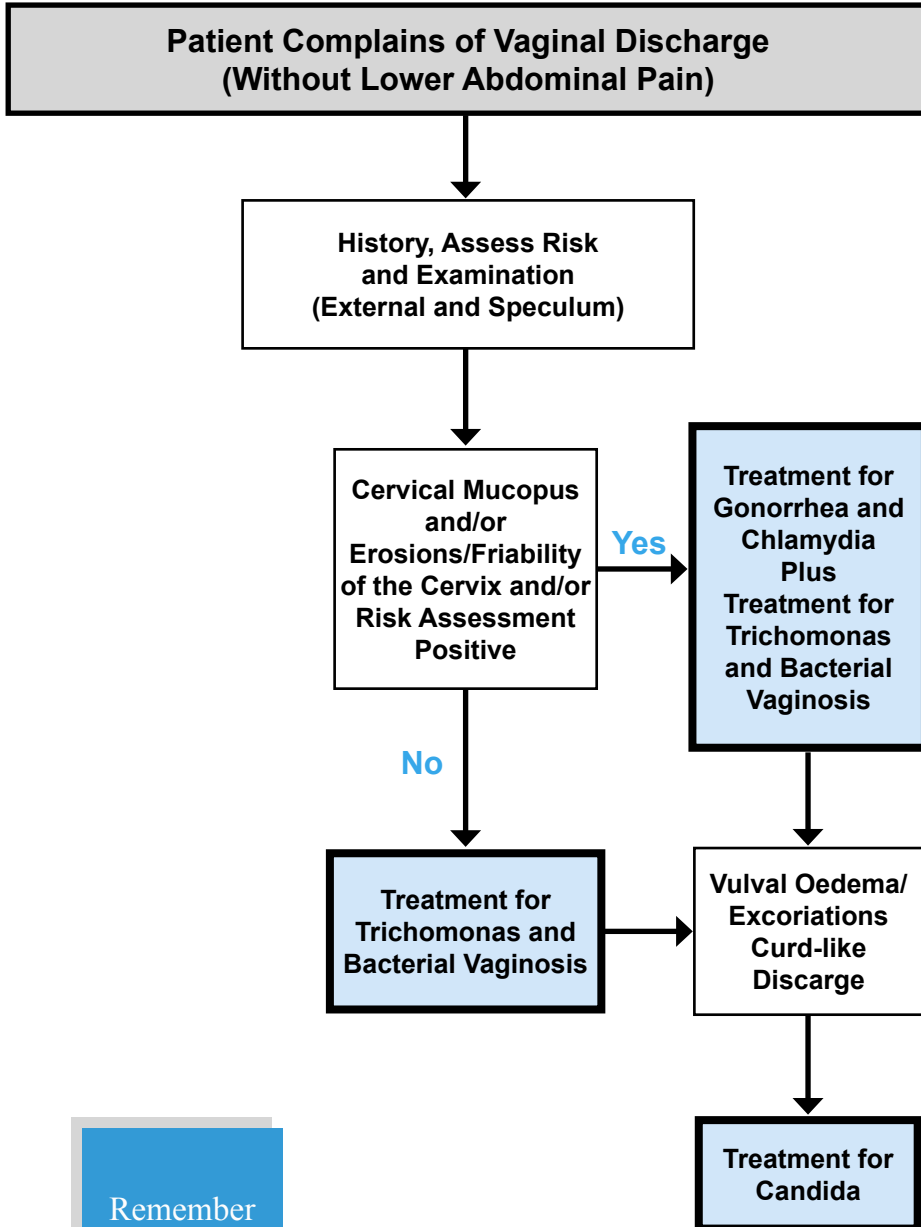 Patient Complains of Vaginal Discharge
(Without Lower Abdominal Pain)
History, Assess Risk
and Examination
(External and Speculum)
Cervical Mucopus
and/or
Erosions/Friability
of the Cervix and/or
Risk Assessment
Positive
Yes
Treatment for
Gonorrhea and
Chlamydia
Plus
Treatment for
Trichomonas
and Bacterial
Vaginosis
No
Treatment for
Trichomonas and
Bacterial Vaginosis
Vulval Oedema/
Excoriations
Curd-like
Discarge
Treatment for
Candida
Remember